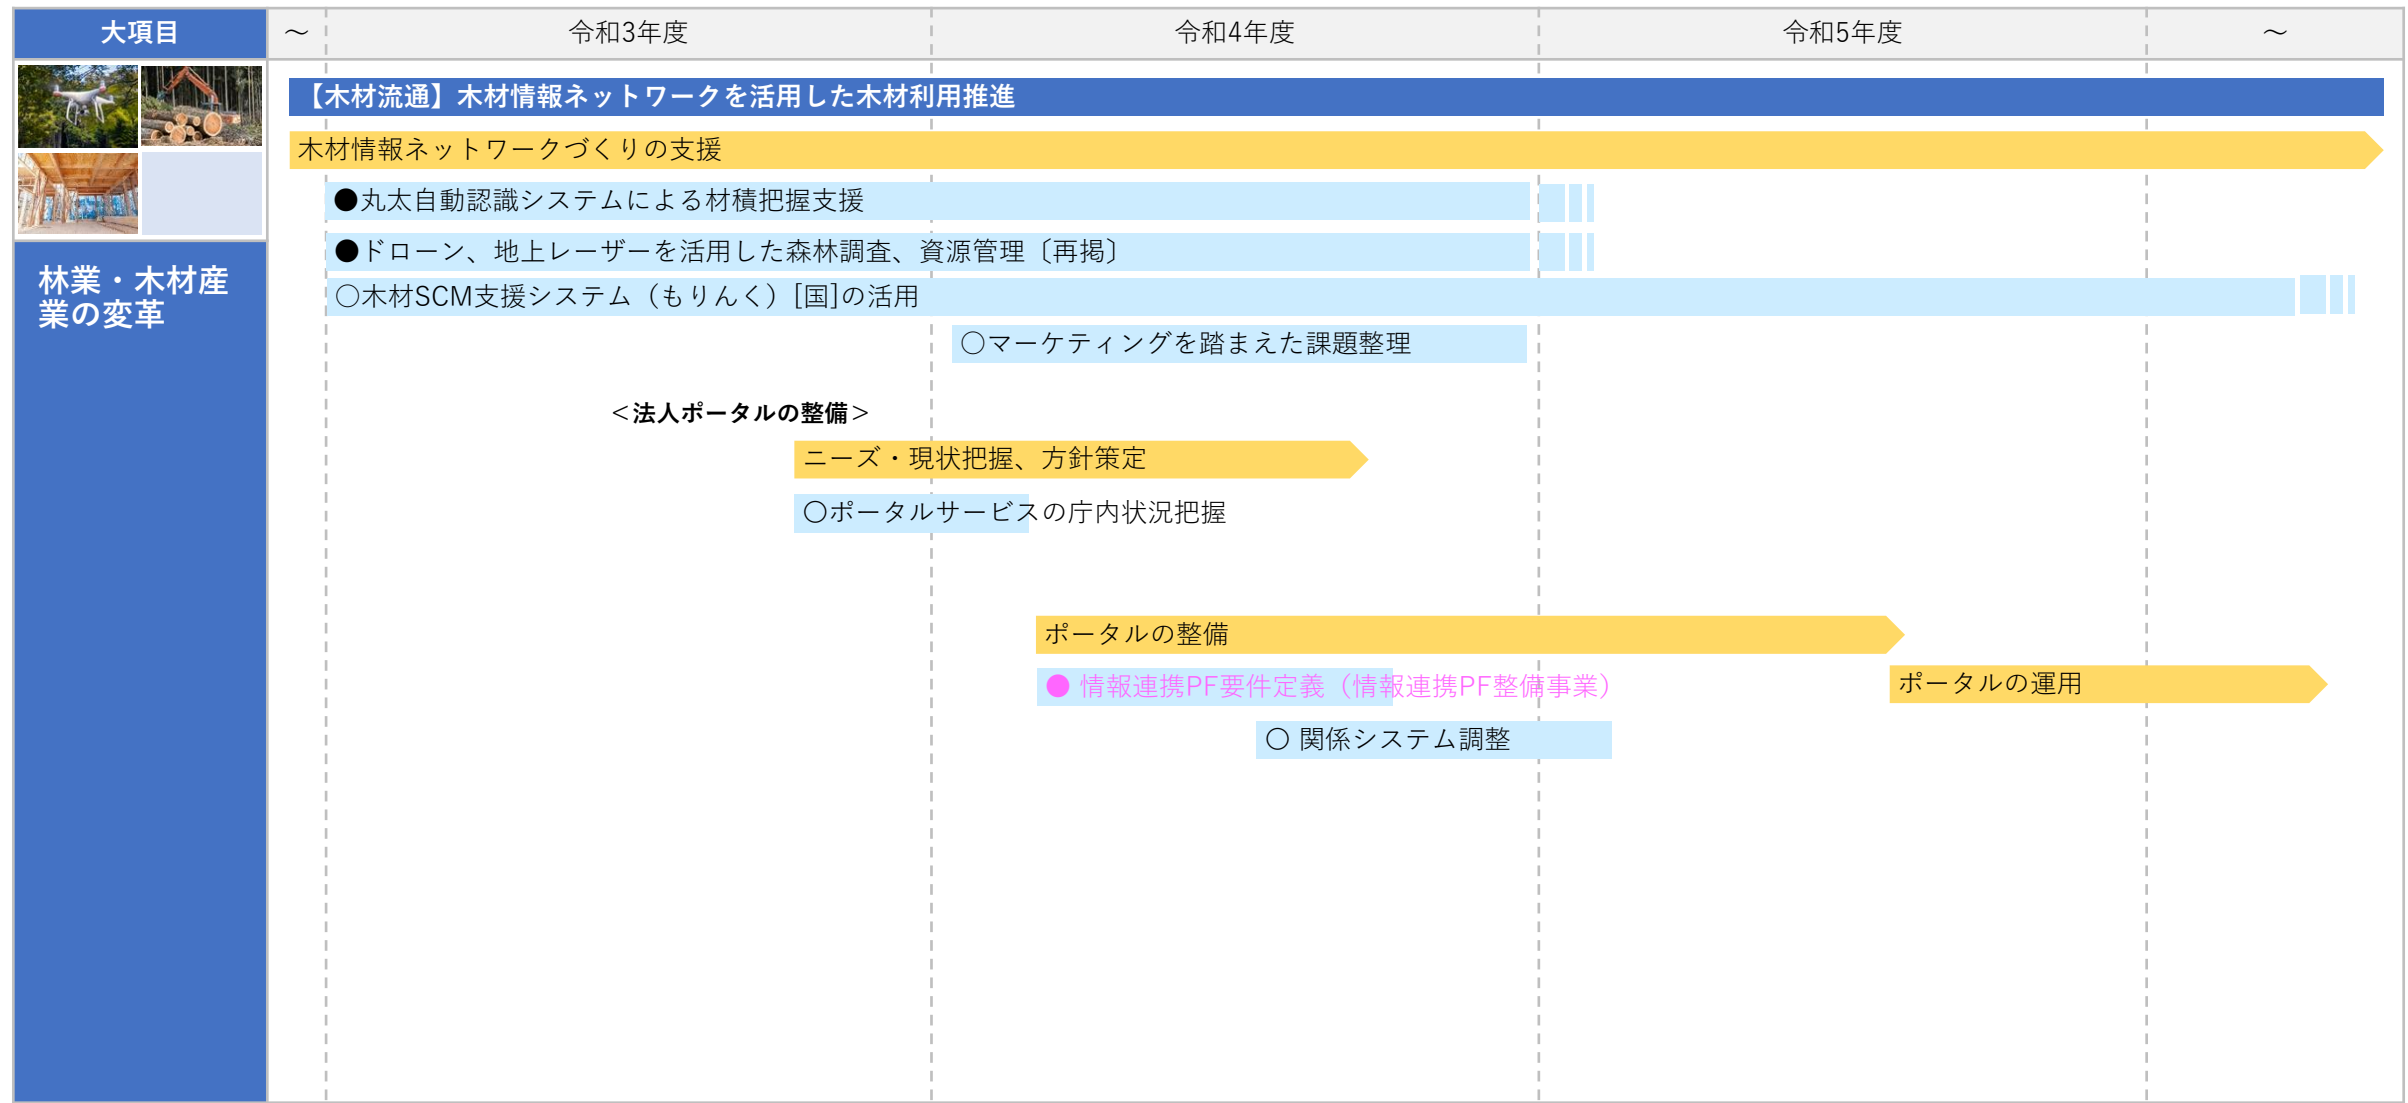 大項目
～
令和3年度
令和4年度
令和5年度
～
林業・木材産
業の変革
【木材流通】木材情報ネットワークを活用した木材利用推進
木材情報ネットワークづくりの支援
●丸太自動認識システムによる材積把握支援
●ドローン、地上レーザーを活用した森林調査、資源管理〔再掲〕
○木材SCM支援システム（もりんく）[国]の活用
○マーケティングを踏まえた課題整理
＜法人ポータルの整備＞
ニーズ・現状把握、方針策定
○ポータルサービスの庁内状況把握
ポータルの整備
● 情報連携PF要件定義（情報連携PF整備事業）
ポータルの運用
○ 関係システム調整